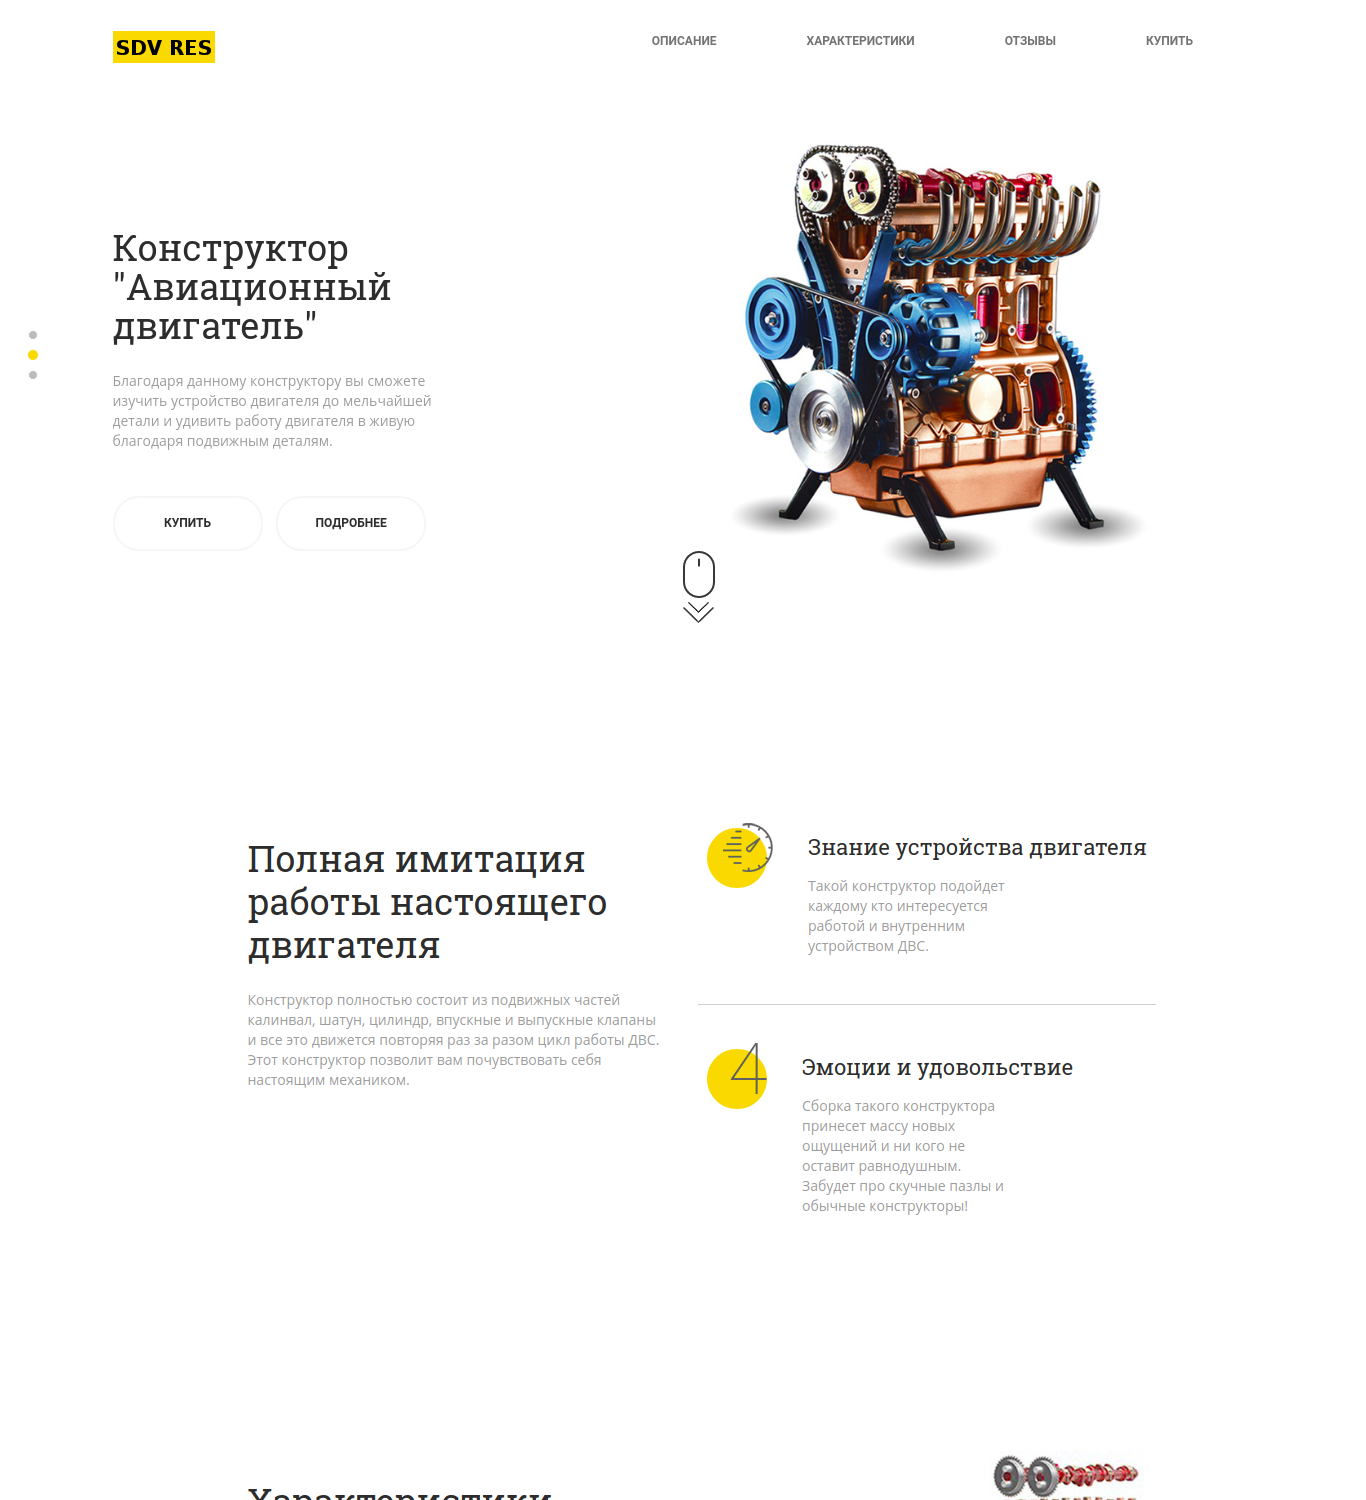 SDV RES
ОПИСАНИЕ
ХАРАКТЕРИСТИКИ
ОТЗЫВЫ
КУПИТЬ
Конструктор
"Авиационный
двигатель"
Благодаря данному конструктору вы сможете
изучить устройство двигателя до мельчайшей
детали и удивить работу двигателя в живую
благодаря подвижным деталям.
КУПИТЬ
ПОДРОБНЕЕ
L
R
Полная имитация
работы настоящего
двигателя
Конструктор полностью состоит из подвижных частей
калинвал, шатун, цилиндр, впускные и выпускные клапаны
и все это движется повторяя раз за разом цикл работы ДВС.
Этот конструктор позволит вам почувствовать себя
настоящим механиком.
Знание устройства двигателя
Такой конструктор подойдет
каждому кто интересуется
работой и внутренним
устройством ДВС.
4
Эмоции и удовольствие
Сборка такого конструктора
принесет массу новых
ощущений и ни кого не
оставит равнодушным.
Забудет про скучные пазлы и
обычные конструкторы!
Характеристики